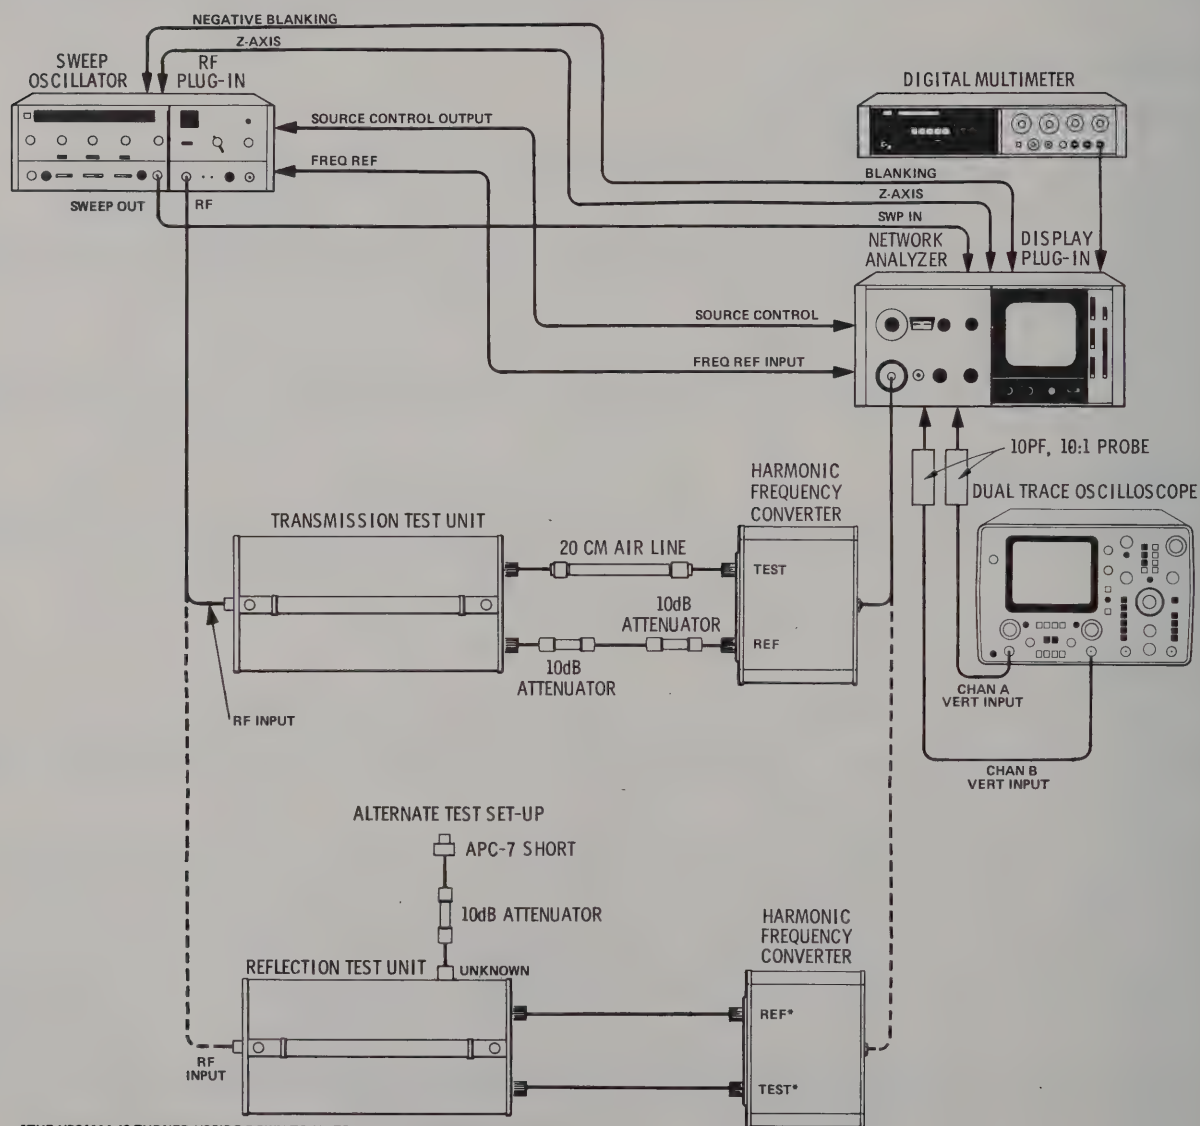 NEGATIVE BLANKING
Z-AXIS
SWEEP
OSCILLATOR
RF
PLUG-IN
DIGITAL MULTIMETER
SOURCE CONTROL OUTPUT
FREQ REF
BLANKING
Z-AXIS
SWEEP OUT
RF
SWP IN
NETWORK
ANALYZER
DISPLAY
PLUG-IN
SOURCE CONTROL
FREQ REF INPUT
10PF, 10:1 PROBE
HARMONIC
FREQUENCY
CONVERTER
DUAL TRACE OSCILLOSCOPE
TRANSMISSION TEST UNIT
20 CM AIR LINE
TEST
10dB
ATTENUATOR
REF
10dB
ATTENUATOR
CHAN A
VERT INPUT
RF INPUT
CHAN B
VERT INPUT
ALTERNATE TEST SET-UP
APC-7 SHORT
10dB ATTENUATOR
HARMONIC
FREQUENCY
CONVERTER
REFLECTION TEST UNIT
UNKNOWN
REF*
RF
INPUT
TEST*